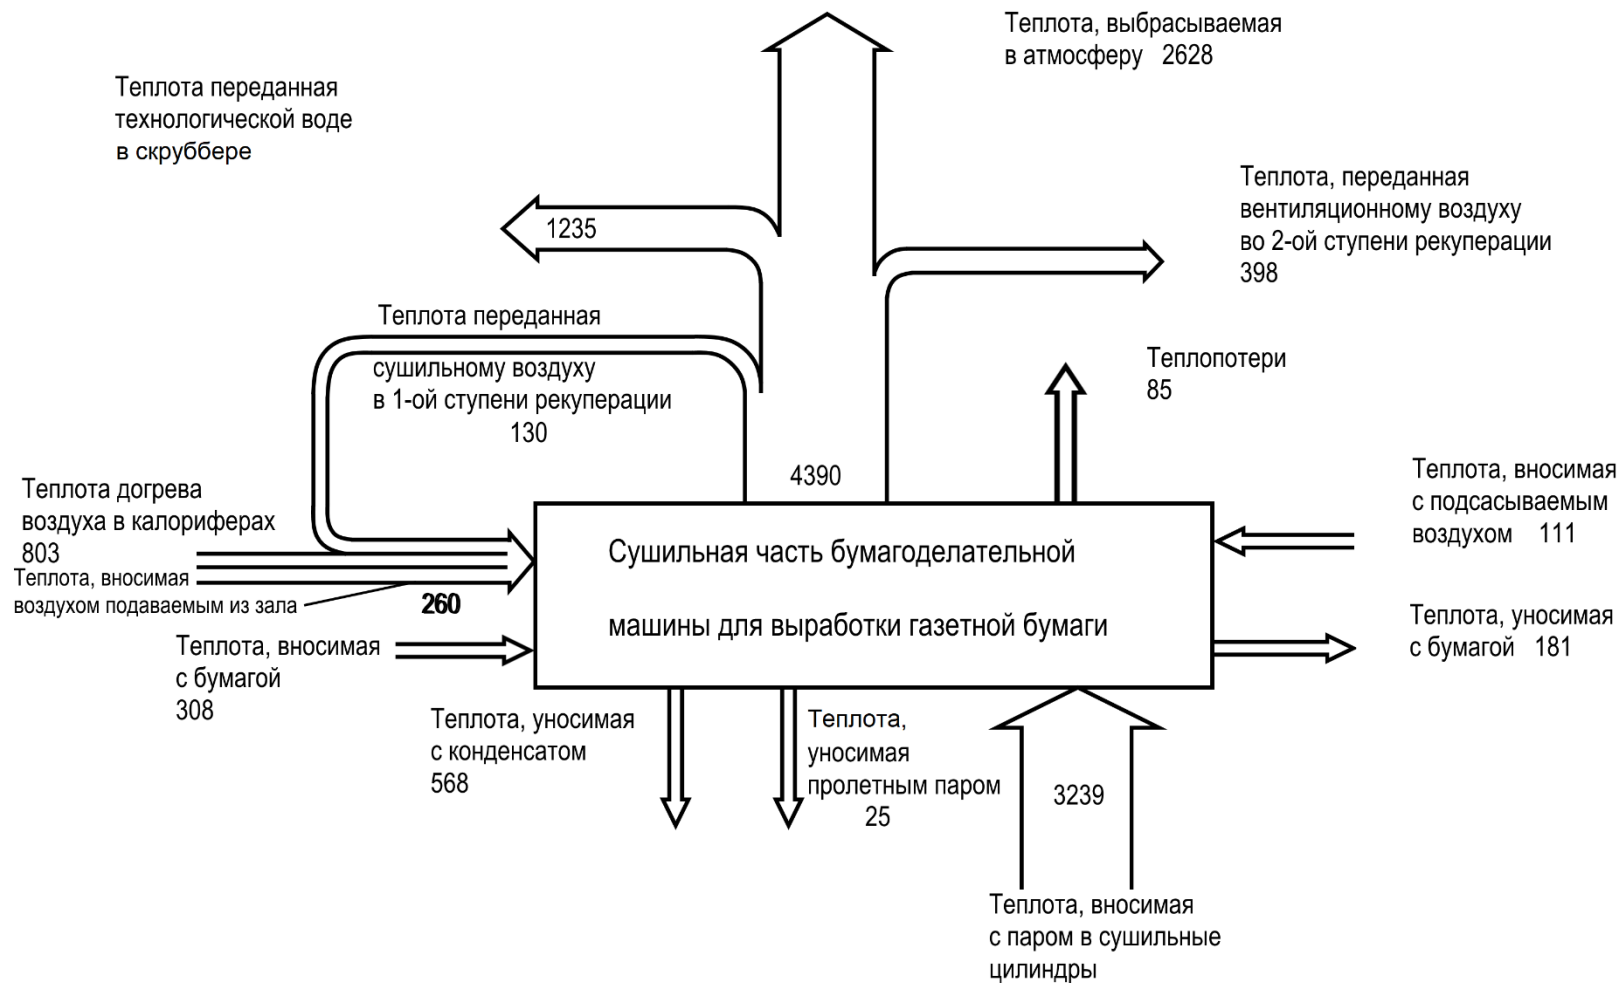 Теплота, выбрасываемая
в атмосферу 2628
Теплота переданная
технологической воде
в скруббере
1235
Теплота, переданная
вентиляционному воздуху
во 2-ой ступени рекуперации
398
Теплота переданная
сушильному воздуху
в 1-ой ступени рекуперации
130
Теплопотери
85
4390
Теплота догрева
воздуха в калориферах
803
Теплота, вносимая
воздухом подаваемым из зала
260
Теплота, вносимая
с подсасываемым
воздухом 111
Сушильная часть бумагоделательной
машины для выработки газетной бумаги
Теплота, вносимая
с бумагой
308
Теплота, уносимая
с бумагой 181
Теплота, уносимая
с конденсатом
568
Теплота,
уносимая
пролетным паром
25
3239
Теплота, вносимая
с паром в сушильные
цилиндры